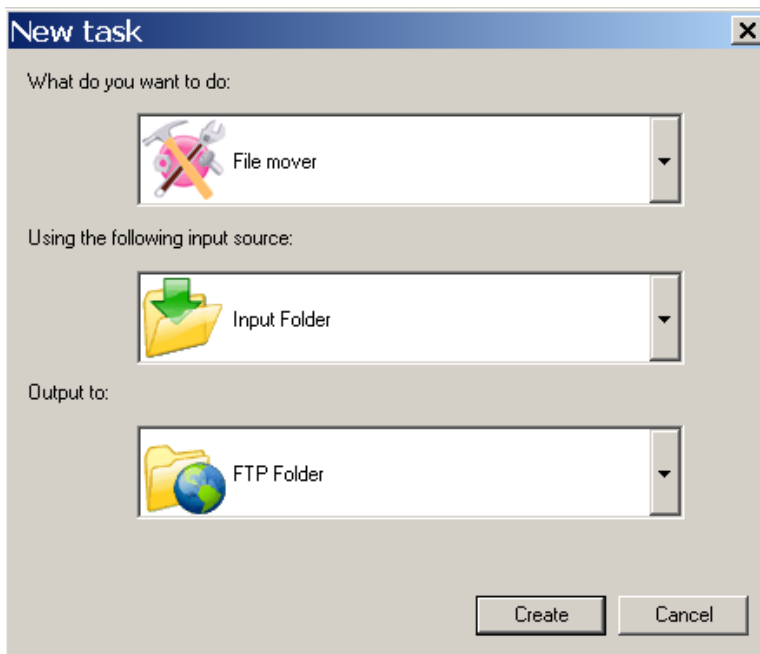 New task
What do you want to do:
File mover
Using the following input source:
Input Folder
Output to:
FTP Folder
Create Cancel